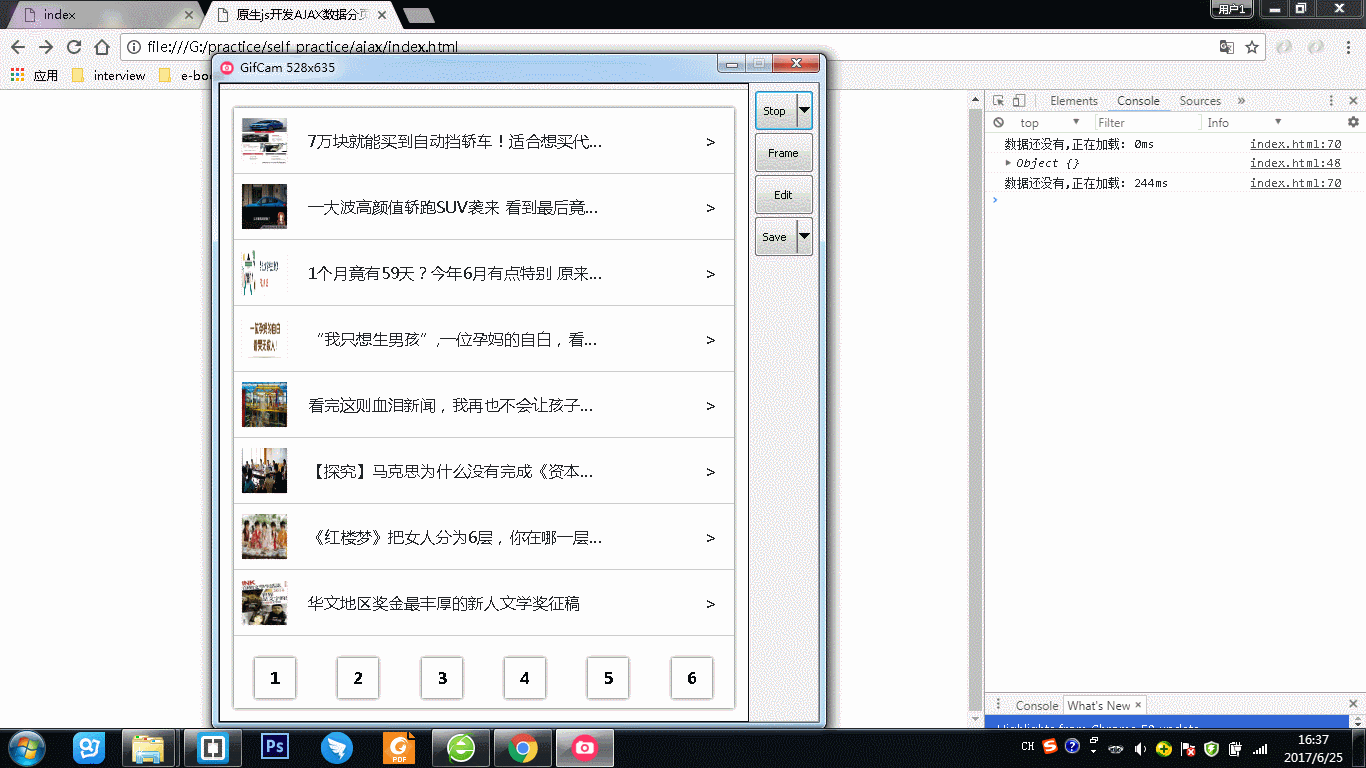 index
原生js开发AJAX数据分页
用户1
file:///G:/practice/self_practice/ajax/index.html
应用
interview
e-bo
GifCam 528x635
7万块就能买到自动挡轿车！适合想买代...
>
一大波高颜值轿跑SUV袭来 看到最后竟...
>
1个月竟有59天？今年6月有点特别 原来...
>
“我只想生男孩”,一位孕妈的自白，看...
>
看完这则血泪新闻，我再也不会让孩子...
>
【探究】马克思为什么没有完成《资本...
>
《红楼梦》把女人分为6层，你在哪一层...
>
华文地区奖金最丰厚的新人文学奖征稿
>
1 2 3 4 5 6
Stop
Frame
Edit
Save
Elements Console Sources »
top Filter Info
数据还没有,正在加载: 0ms index.html:70
Object {} index.html:48
数据还没有,正在加载: 244ms index.html:70
Console What's New ×
Highlights from Chrome 59 update
Ps
PDF
CH
16:37
2017/6/25